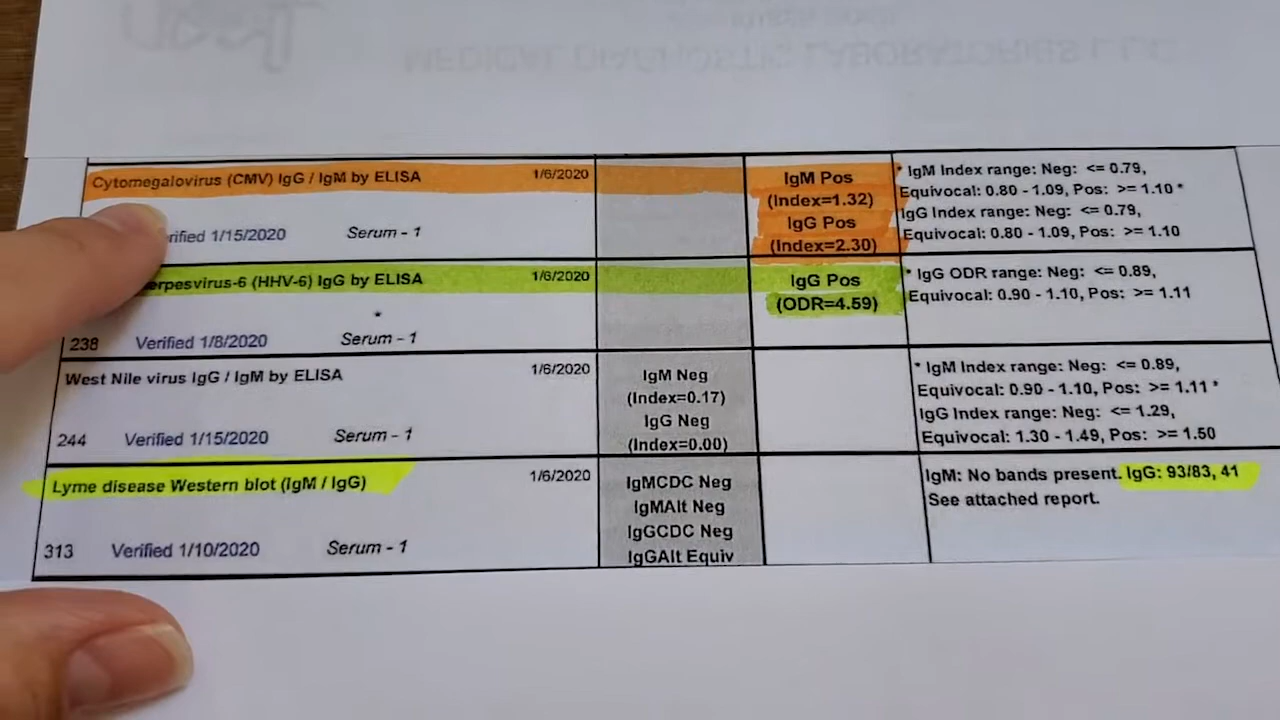 Cytomegalovirus (CMV) IgG / IgM by ELISA 1/6/2020 IgM Pos * IgM Index range: Neg: <= 0.79,
(Index=1.32) Equivocal: 0.80 - 1.09, Pos: >= 1.10 *
IgG Pos IgG Index range: Neg: <= 0.79,
1/15/2020 Serum - 1 (Index=2.30) Equivocal: 0.80 - 1.09, Pos: >= 1.10
(HHV-6) IgG by ELISA 1/6/2020 IgG Pos * IgG ODR range: Neg: <= 0.89,
(ODR=4.59) Equivocal: 0.90 - 1.10, Pos: >= 1.11
*
238 Verified 1/8/2020 Serum - 1
West Nile virus IgG / IgM by ELISA 1/6/2020 IgM Neg * IgM Index range: Neg: <= 0.89,
(Index=0.17) Equivocal: 0.90 - 1.10, Pos: >= 1.11 *
IgG Neg IgG Index range: Neg: <= 1.29,
244 Verified 1/15/2020 Serum - 1 (Index=0.00) Equivocal: 1.30 - 1.49, Pos: >= 1.50
Lyme disease Western blot (IgM / IgG) 1/6/2020 IgMCDC Neg IgM: No bands present. IgG: 93/83, 41
IgMAlt Neg See attached report.
IgGCDC Neg
313 Verified 1/10/2020 Serum - 1 IgGAlt Equiv